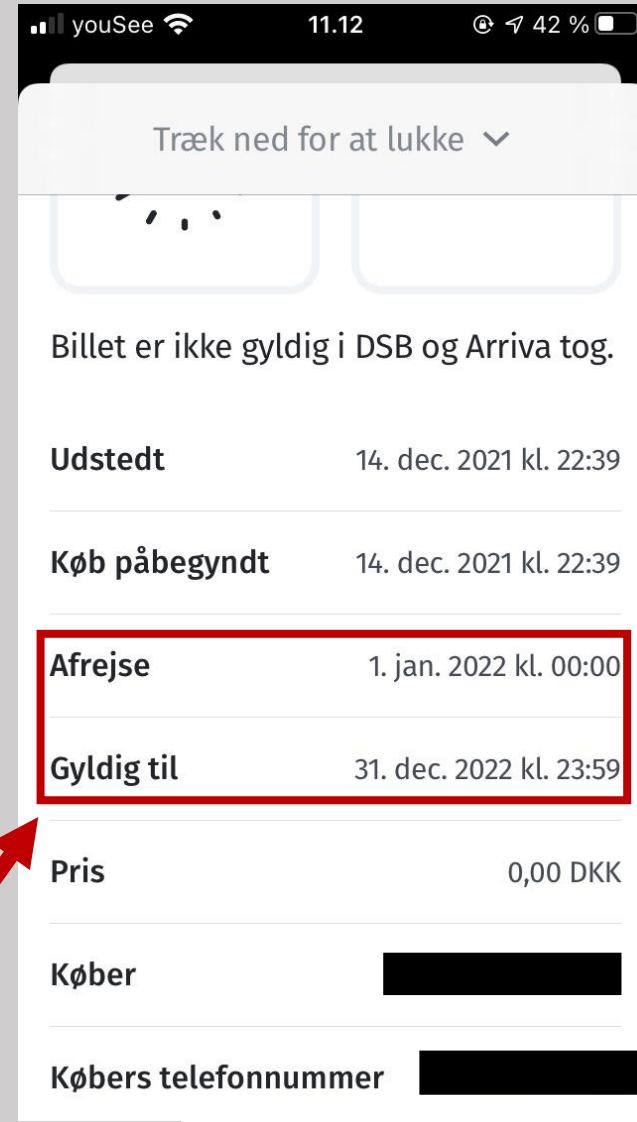 youSee 11.12 42 %
Træk ned for at lukke
Billet er ikke gyldig i DSB og Arriva tog.
Udstedt 14. dec. 2021 kl. 22:39
Køb påbegyndt 14. dec. 2021 kl. 22:39
Afrejse 1. jan. 2022 kl. 00:00
Gyldig til 31. dec. 2022 kl. 23:59
Pris 0,00 DKK
Køber
Købers telefonnummer